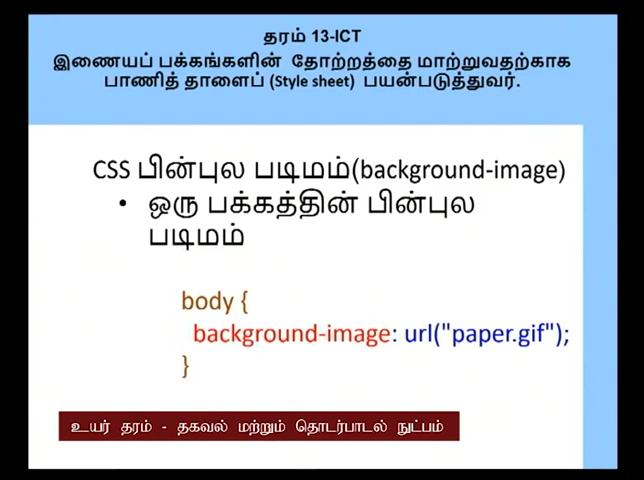 தரம் 13-ICT
இணையப் பக்கங்களின் தோற்றத்தை மாற்றுவதற்காக
பாணித் தாளைப் (Style sheet) பயன்படுத்துவர்.
CSS பின்புல படிமம்(background-image)
• ஒரு பக்கத்தின் பின்புல
படிமம்
body {
background-image: url("paper.gif");
}
உயர் தரம் - தகவல் மற்றும் தொடர்பாடல் நுட்பம்